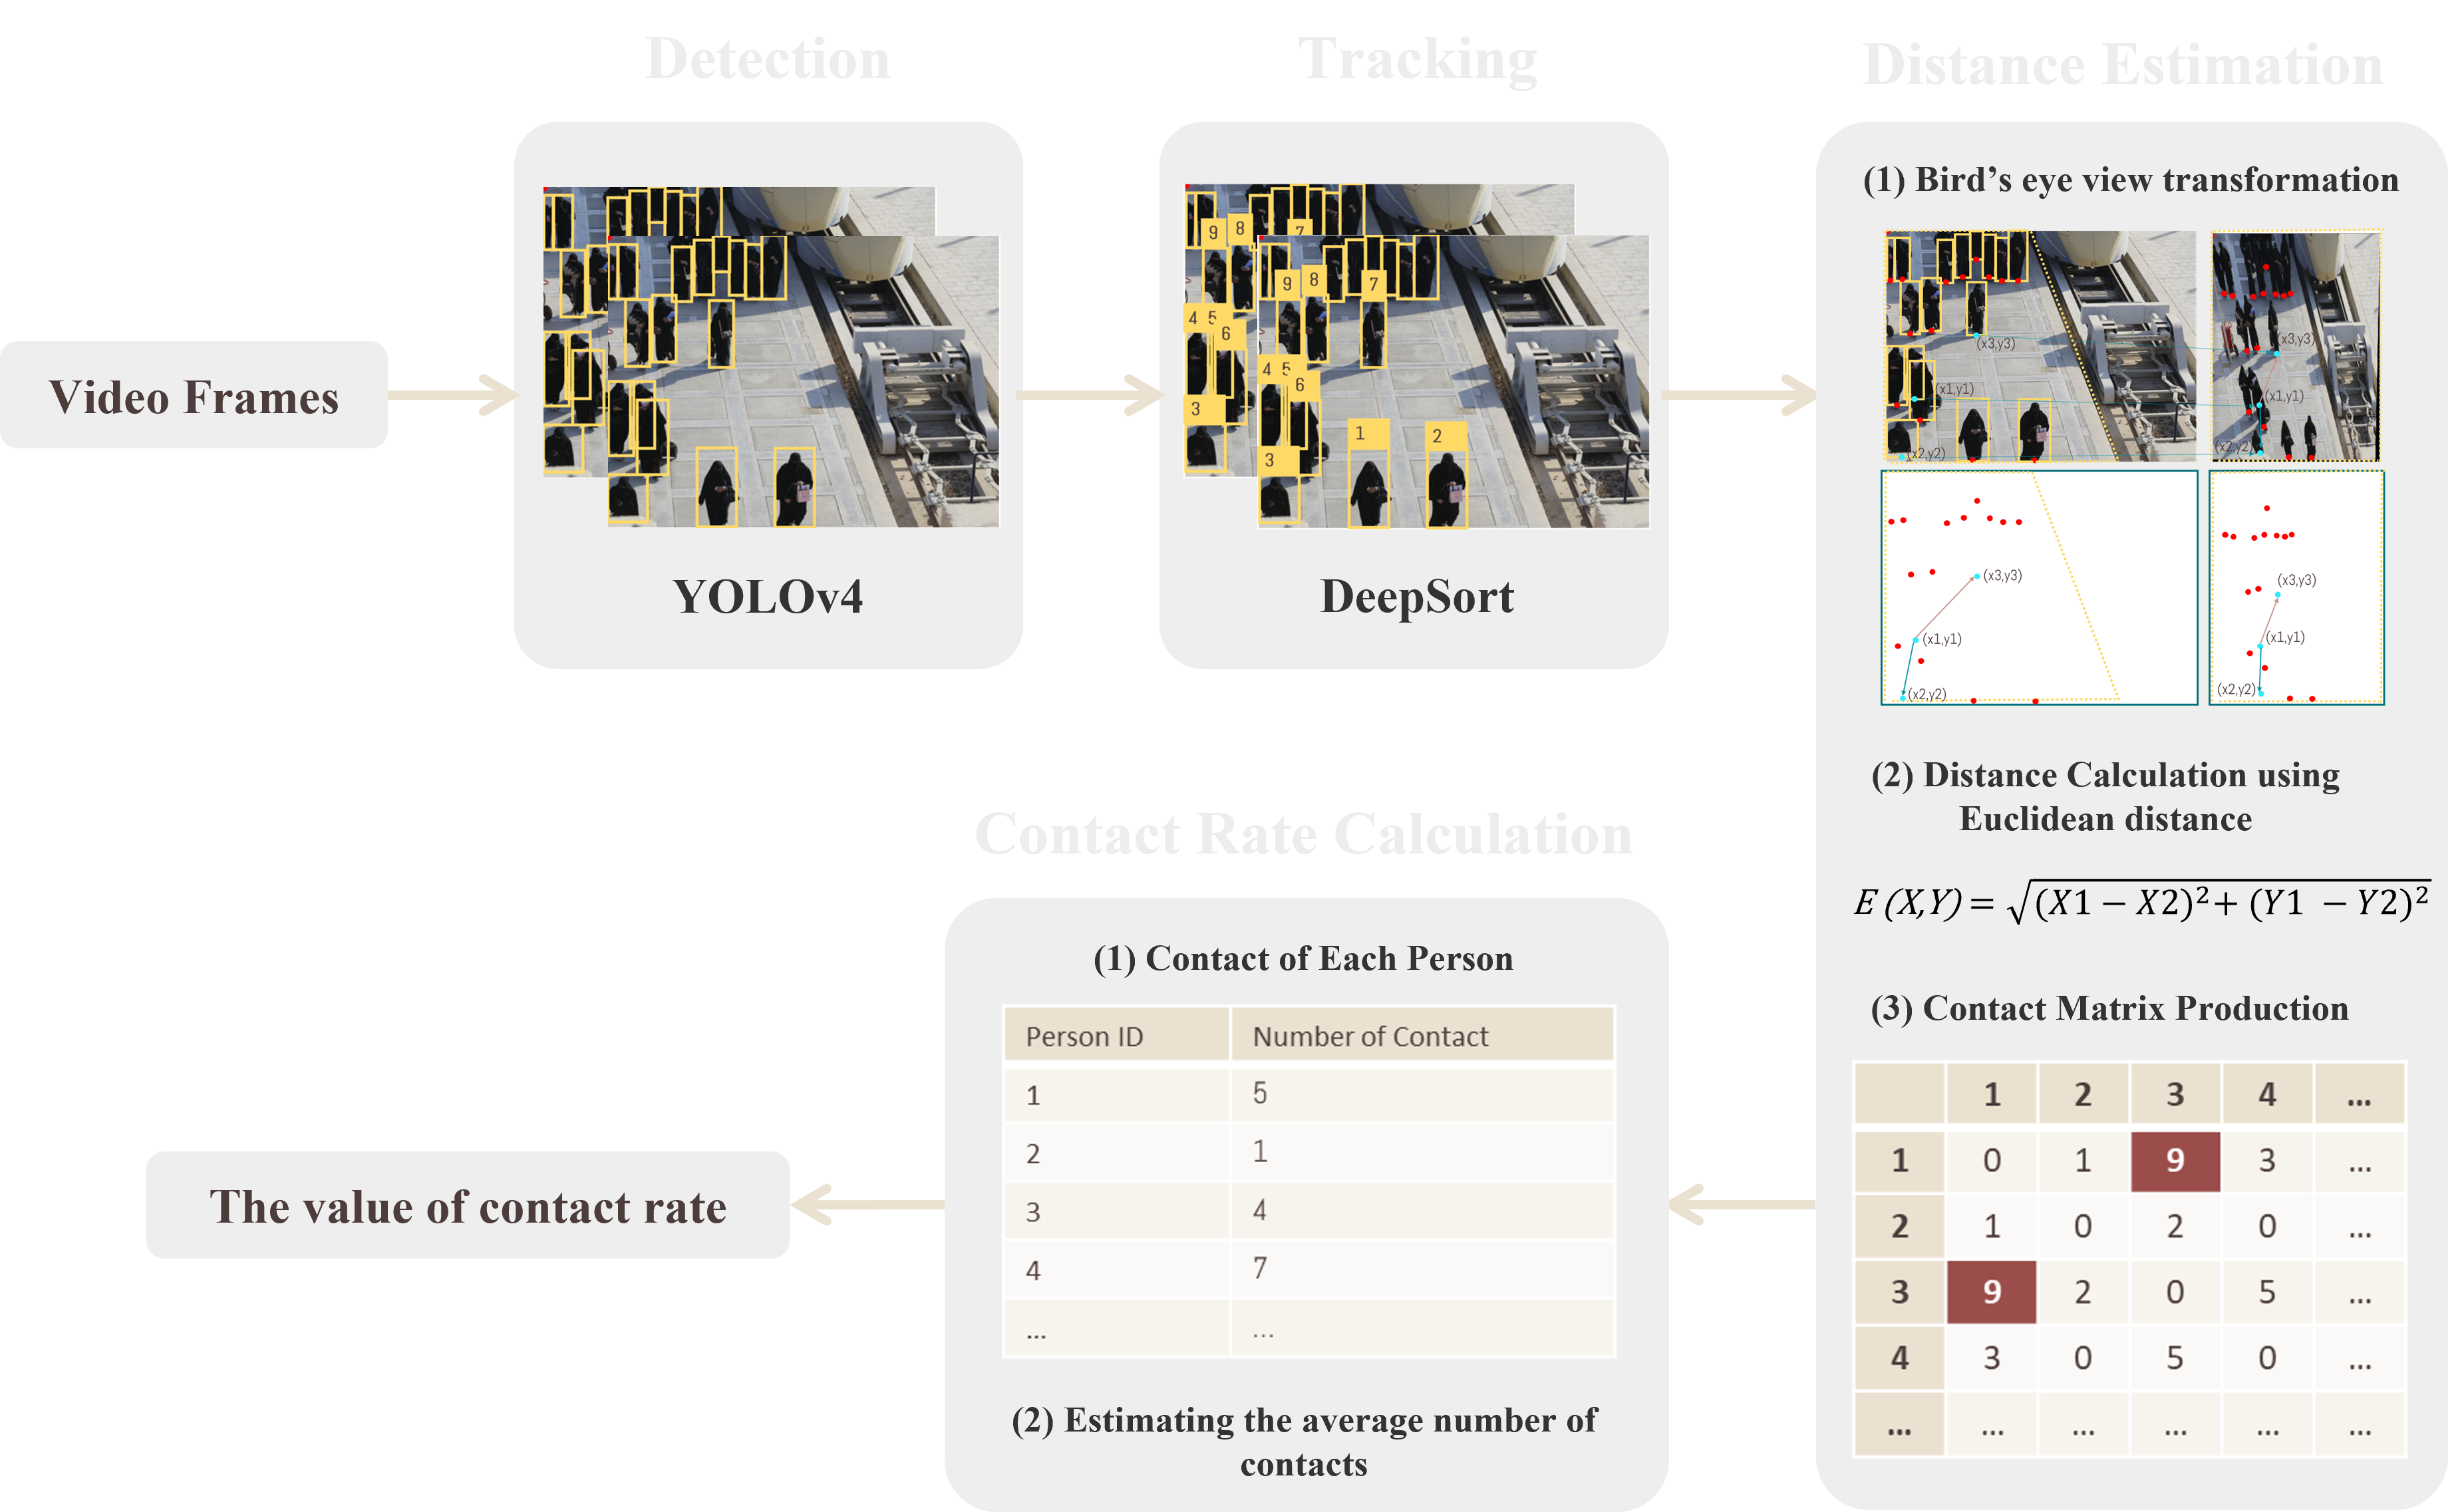 Detection
Tracking
Distance Estimation
Video Frames
9 8 7
4 5
6
3
9 8 7
4 5
6
3
1
2
YOLOv4
DeepSort
(1) Bird’s eye view transformation
(x3,y3)
(x1,y1)
(x2,y2)
(x3,y3)
(x1,y1)
(x2,y2)
(x3,y3)
(x1,y1)
(x2,y2)
(x3,y3)
(x1,y1)
(x2,y2)
(2) Distance Calculation using
Euclidean distance
E (X,Y) = √(X1 − X2)²+ (Y1 − Y2)²
(3) Contact Matrix Production
1 2 3 4 ...
1 0 1 9 3 ...
2 1 0 2 0 ...
3 9 2 0 5 ...
4 3 0 5 0 ...
... ... ... ... ... ...
Contact Rate Calculation
(1) Contact of Each Person
Person ID Number of Contact
1 5
2 1
3 4
4 7
... ...
(2) Estimating the average number of
contacts
The value of contact rate